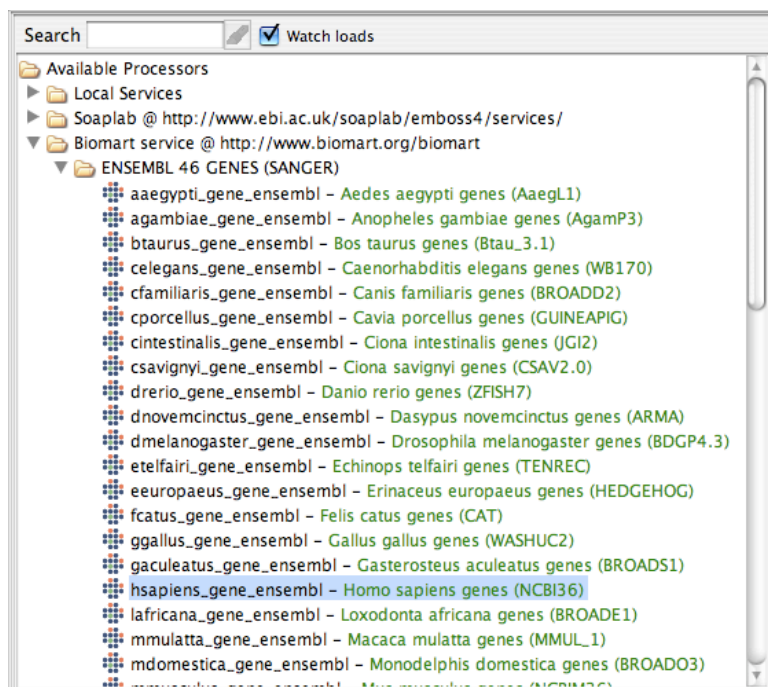 Search Watch loads
Available Processors
Local Services
Soaplab @ http://www.ebi.ac.uk/soaplab/emboss4/services/
Biomart service @ http://www.biomart.org/biomart
ENSEMBL 46 GENES (SANGER)
aaegypti_gene_ensembl – Aedes aegypti genes (AaegL1)
agambiae_gene_ensembl – Anopheles gambiae genes (AgamP3)
btaurus_gene_ensembl – Bos taurus genes (Btau_3.1)
celegans_gene_ensembl – Caenorhabditis elegans genes (WB170)
cfamiliaris_gene_ensembl – Canis familiaris genes (BROADD2)
cporcellus_gene_ensembl – Cavia porcellus genes (GUINEAPIG)
cintestinalis_gene_ensembl – Ciona intestinalis genes (JGI2)
csavignyi_gene_ensembl – Ciona savignyi genes (CSAV2.0)
drerio_gene_ensembl – Danio rerio genes (ZFISH7)
dnovemcinctus_gene_ensembl – Dasypus novemcinctus genes (ARMA)
dmelanogaster_gene_ensembl – Drosophila melanogaster genes (BDGP4.3)
etelfairi_gene_ensembl – Echinops telfairi genes (TENREC)
eeuropaeus_gene_ensembl – Erinaceus europaeus genes (HEDGEHOG)
fcatus_gene_ensembl – Felis catus genes (CAT)
ggallus_gene_ensembl – Gallus gallus genes (WASHUC2)
gaculeatus_gene_ensembl – Gasterosteus aculeatus genes (BROADS1)
hsapiens_gene_ensembl – Homo sapiens genes (NCBI36)
lafricana_gene_ensembl – Loxodonta africana genes (BROADE1)
mmulatta_gene_ensembl – Macaca mulatta genes (MMUL_1)
mdomestica_gene_ensembl – Monodelphis domestica genes (BROADO3)